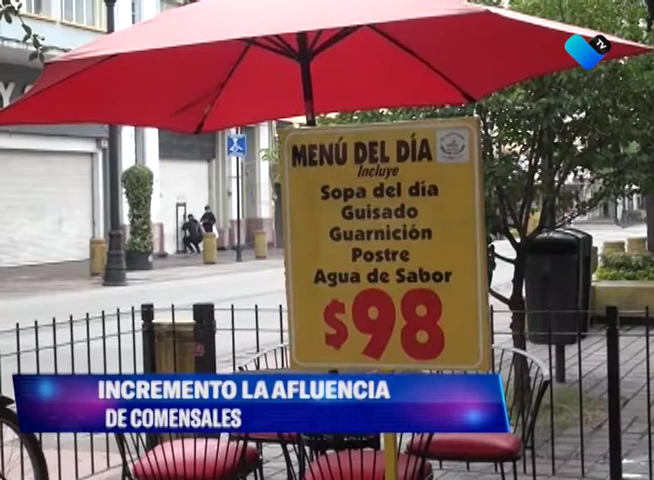 TV
MENÚ DEL DÍA
Incluye
Sopa del día
Guisado
Guarnición
Postre
Agua de Sabor
$98
INCREMENTO LA AFLUENCIA
DE COMENSALES